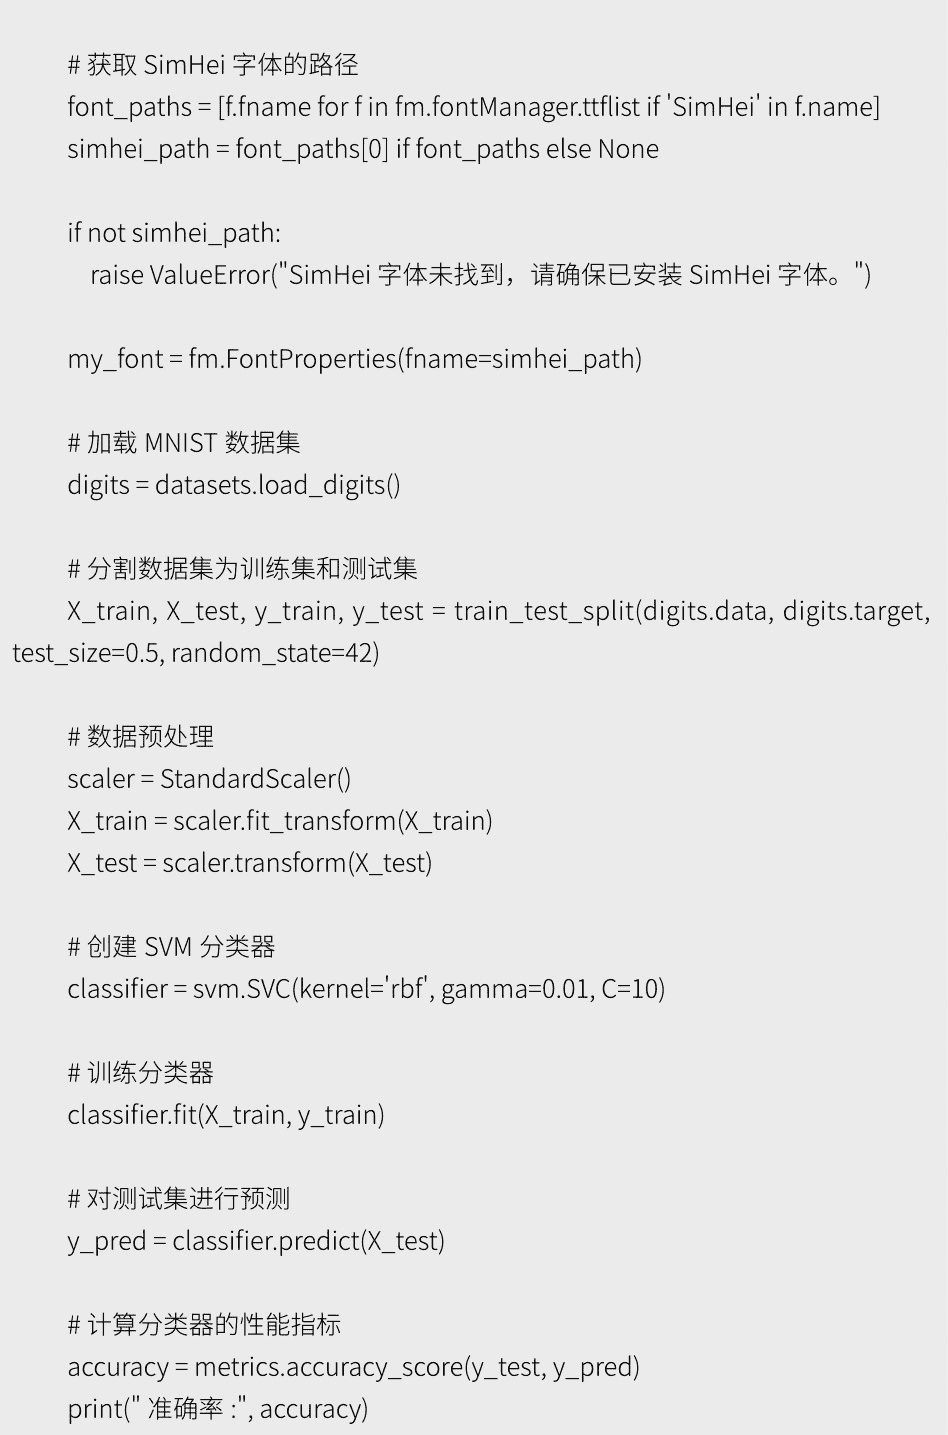 # 获取 SimHei 字体的路径
font_paths = [f.fname for f in fm.fontManager.ttflist if 'SimHei' in f.name]
simhei_path = font_paths[0] if font_paths else None
if not simhei_path:
raise ValueError("SimHei 字体未找到，请确保已安装 SimHei 字体。")
my_font = fm.FontProperties(fname=simhei_path)
# 加载 MNIST 数据集
digits = datasets.load_digits()
# 分割数据集为训练集和测试集
X_train, X_test, y_train, y_test = train_test_split(digits.data, digits.target,
test_size=0.5, random_state=42)
# 数据预处理
scaler = StandardScaler()
X_train = scaler.fit_transform(X_train)
X_test = scaler.transform(X_test)
# 创建 SVM 分类器
classifier = svm.SVC(kernel='rbf', gamma=0.01, C=10)
# 训练分类器
classifier.fit(X_train, y_train)
# 对测试集进行预测
y_pred = classifier.predict(X_test)
# 计算分类器的性能指标
accuracy = metrics.accuracy_score(y_test, y_pred)
print(" 准确率 :", accuracy)